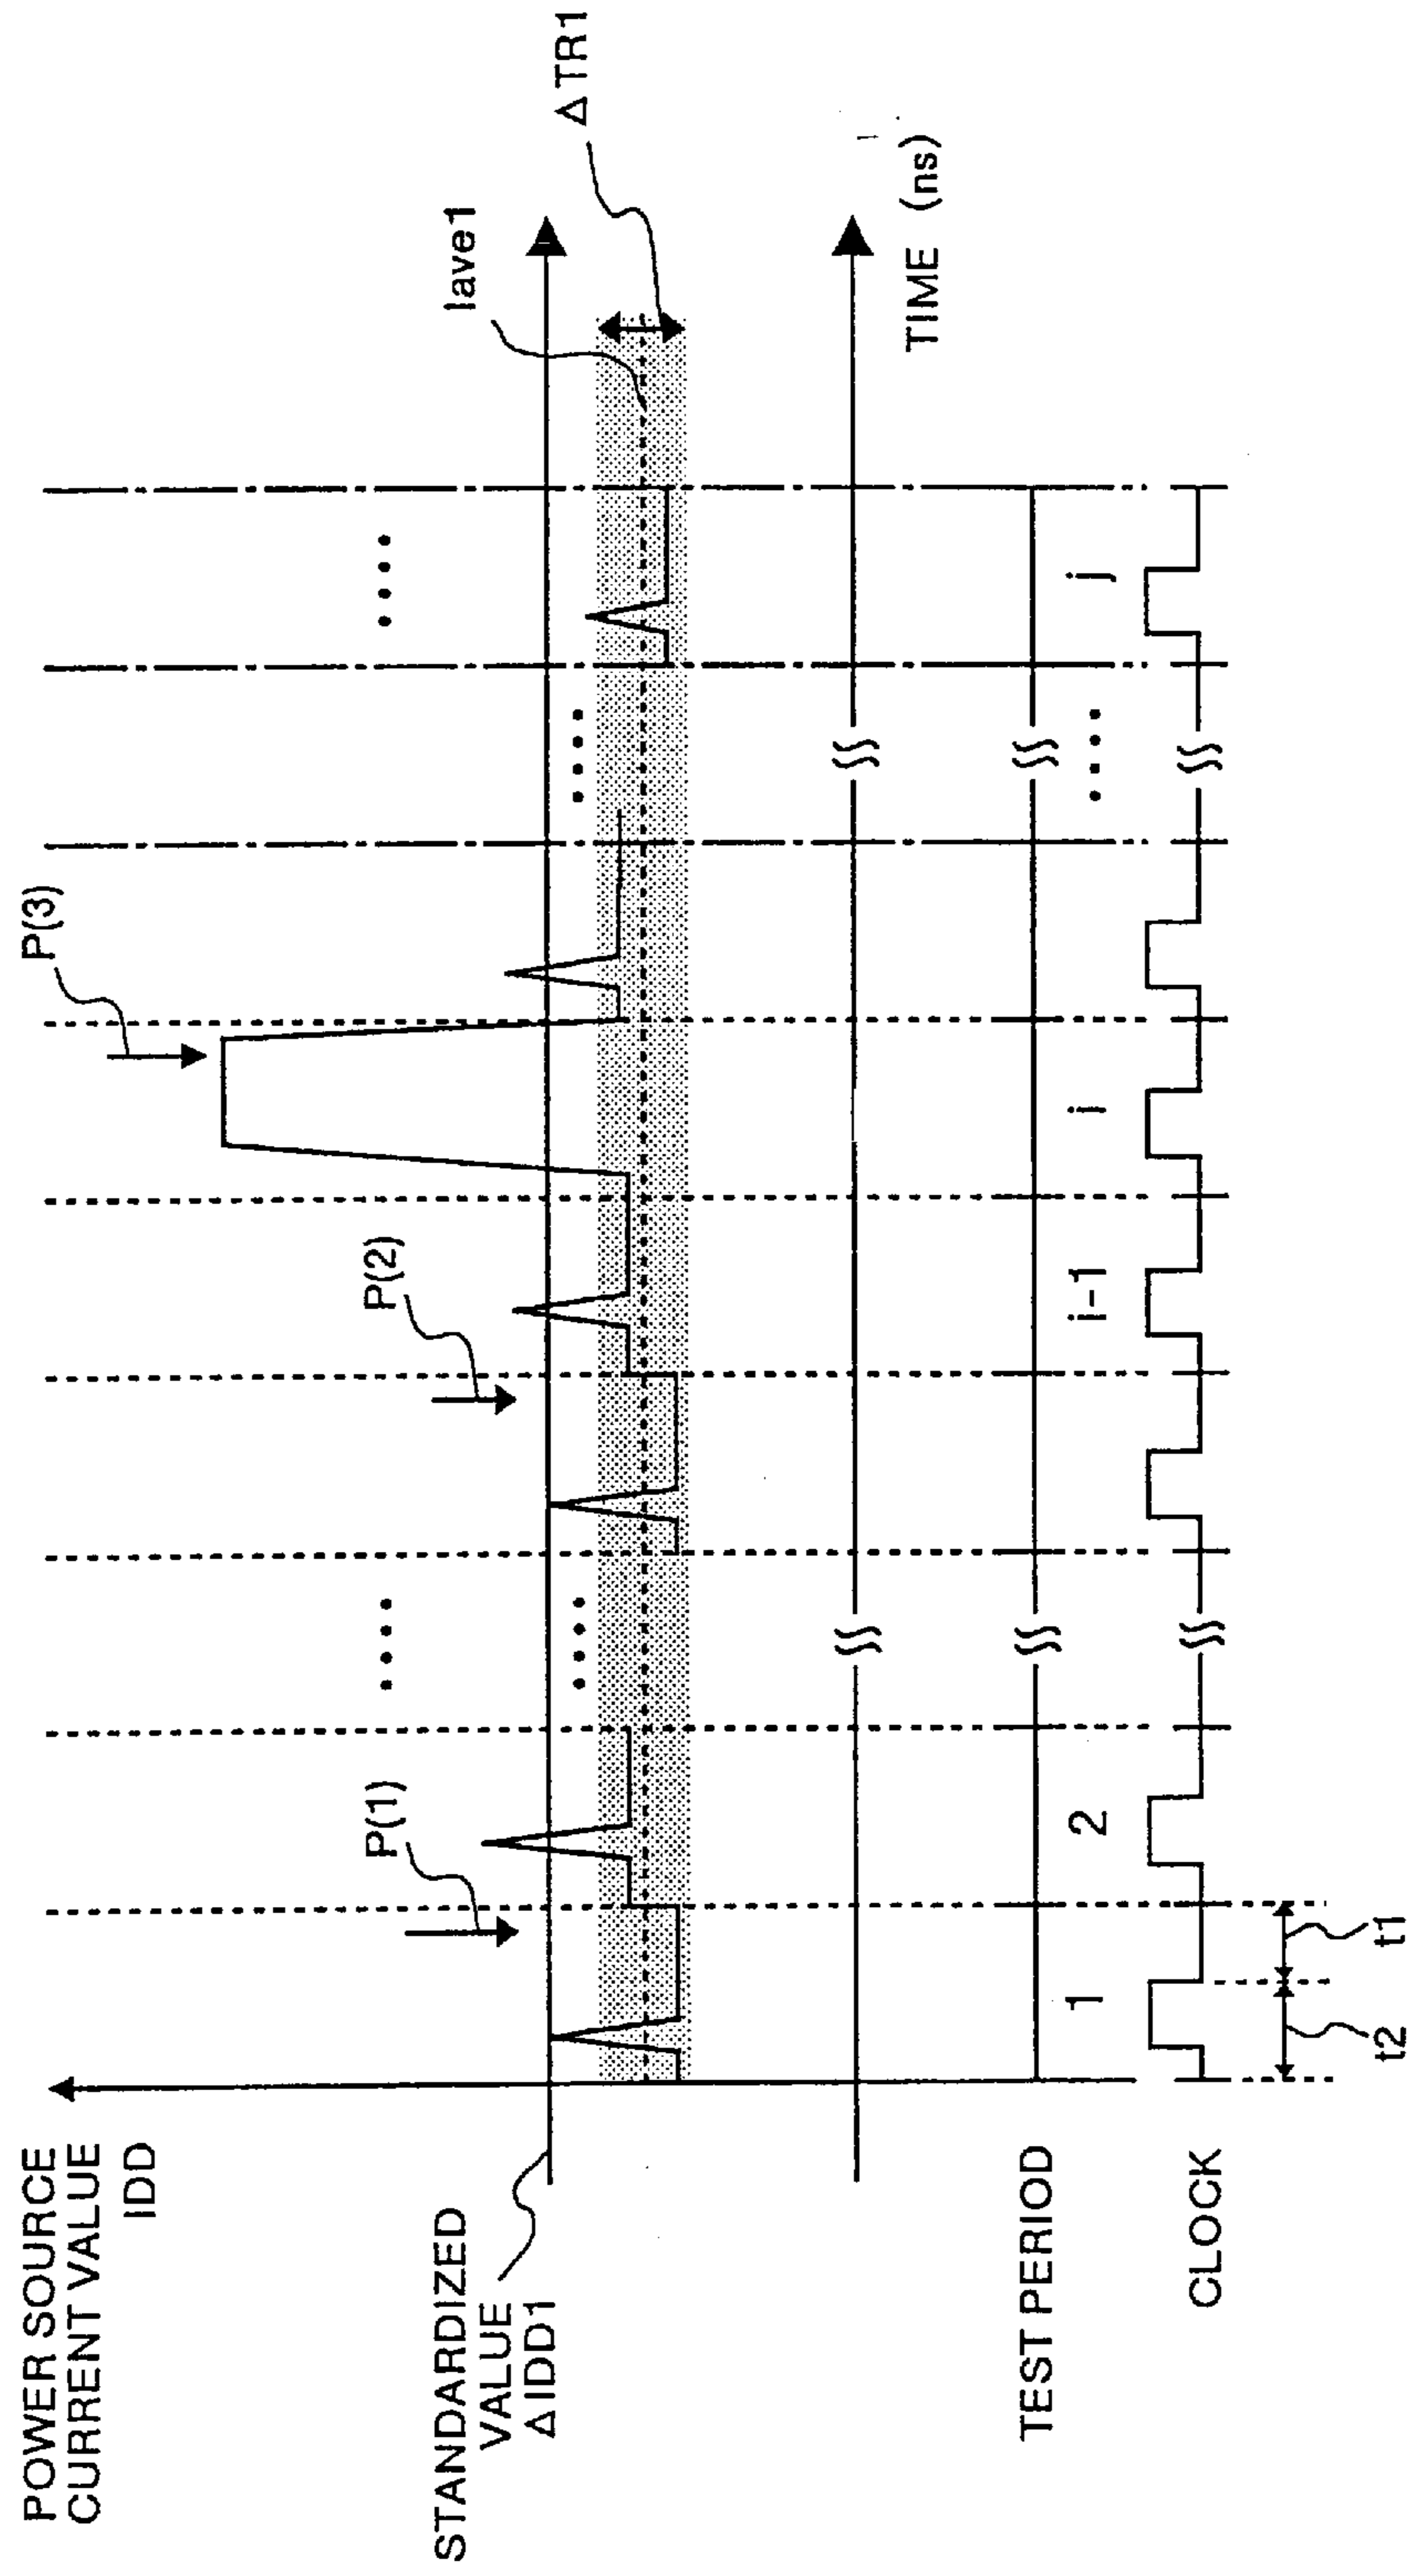 POWER SOURCE
CURRENT VALUE
IDD
P(3)
P(1)
P(2)
STANDARDIZED
VALUE
ΔIDD1
Iave1
ΔTR1
TIME (ns)
TEST PERIOD
1
2
i-1
i
j
CLOCK
t2
t1